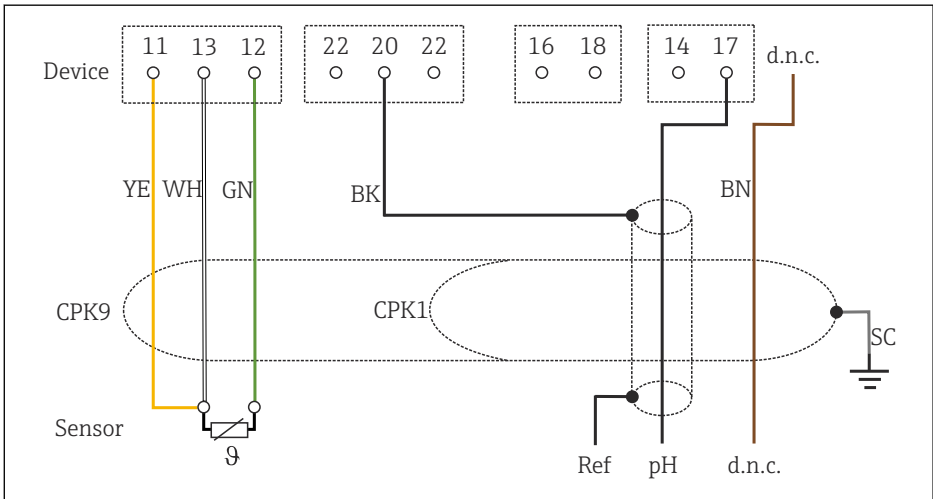 11 13 12 22 20 22 16 18 14 17 d.n.c.
Device
YE WH GN BK BN
CPK9 CPK1
SC
Sensor
ϑ
Ref pH d.n.c.